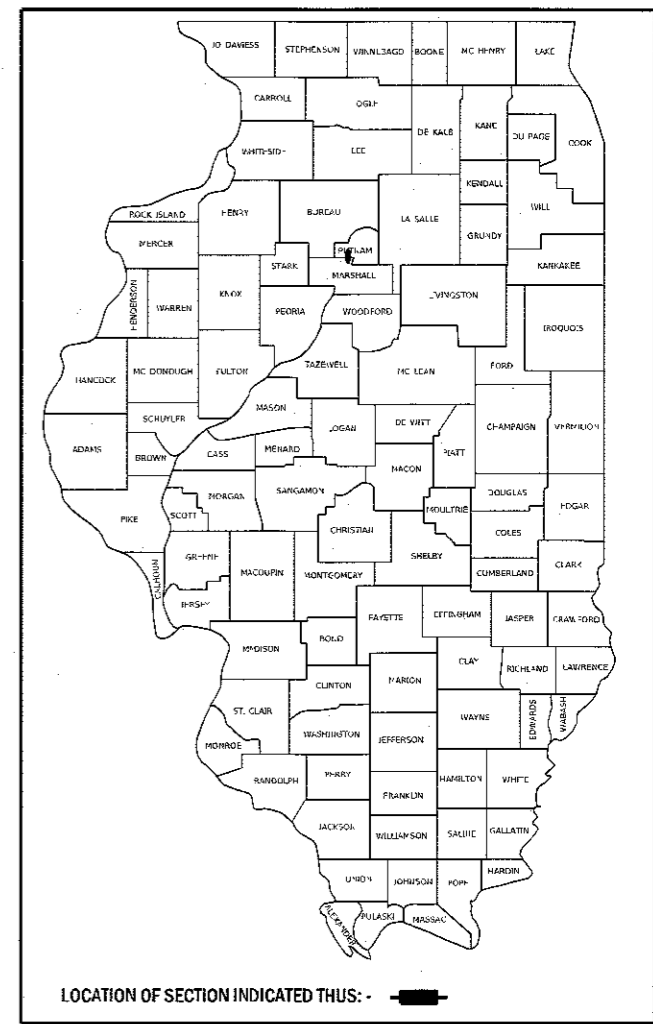 JO DAVIESS STEPHENSON WINNEBAGO BOONE MC HENRY LAKE
CARROLL OGLE DE KALB KANE DU PAGE COOK
WHITESIDE LEE KENDALL WILL
ROCK ISLAND HENRY BUREAU LA SALLE GRUNDY
MERCER PUTNAM KANKAKEE
STARK MARSHALL
HENDERSON WARREN KNOX PEORIA WOODFORD LIVINGSTON IROQUOIS
HANCOCK MC DONOUGH FULTON TAZEWELL MC LEAN FORD
SCHUYLER MASON LOGAN DE WITT CHAMPAIGN VERMILION
ADAMS BROWN CASS MENARD MACON PIATT
PIKE SCOTT MORGAN SANGAMON MOULTRIE DOUGLAS EDGAR
CHRISTIAN COLES
CALHOUN GREENE MACOUPIN MONTGOMERY SHELBY CUMBERLAND CLARK
JERSEY FAYETTE EFFINGHAM JASPER CRAWFORD
MADISON BOND CLAY RICHLAND LAWRENCE
CLINTON MARION
ST. CLAIR WASHINGTON JEFFERSON WAYNE EDWARDS WABASH
MONROE
RANDOLPH PERRY FRANKLIN HAMILTON WHITE
JACKSON WILLIAMSON SALINE GALLATIN
UNION JOHNSON POPE HARDIN
ALEXANDER PULASKI MASSAC
LOCATION OF SECTION INDICATED THUS: -